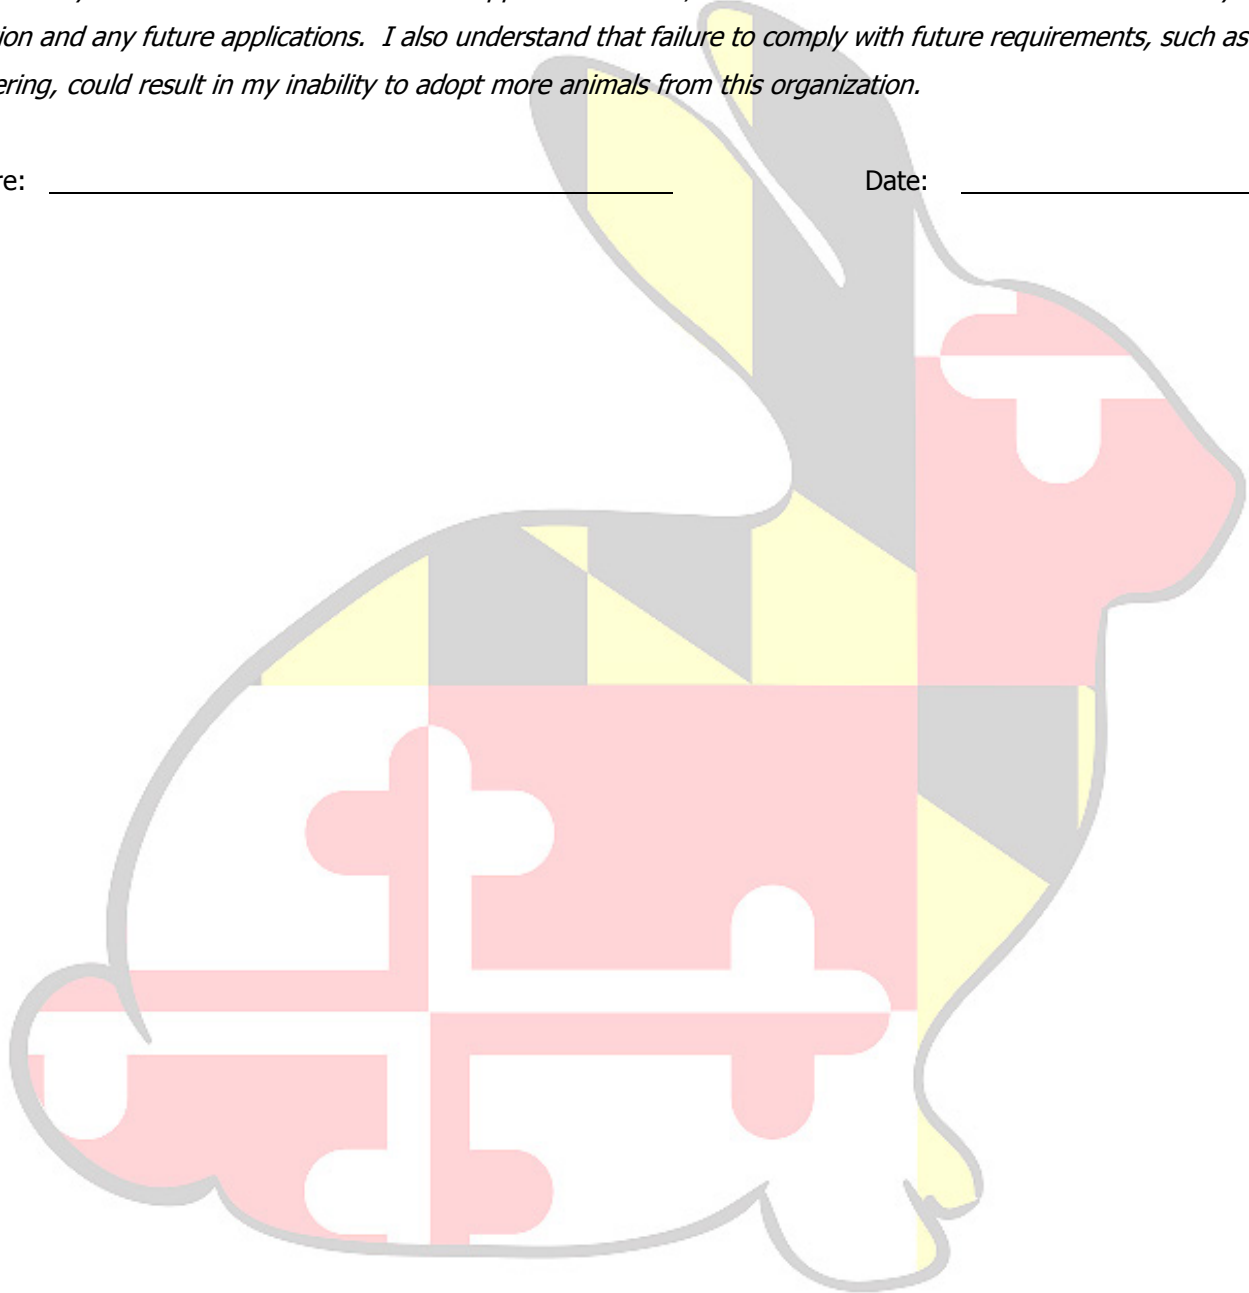 ion and any future applications. I also understand that failure to comply with future requirements, such as
ering, could result in my inability to adopt more animals from this organization.
re: Date: